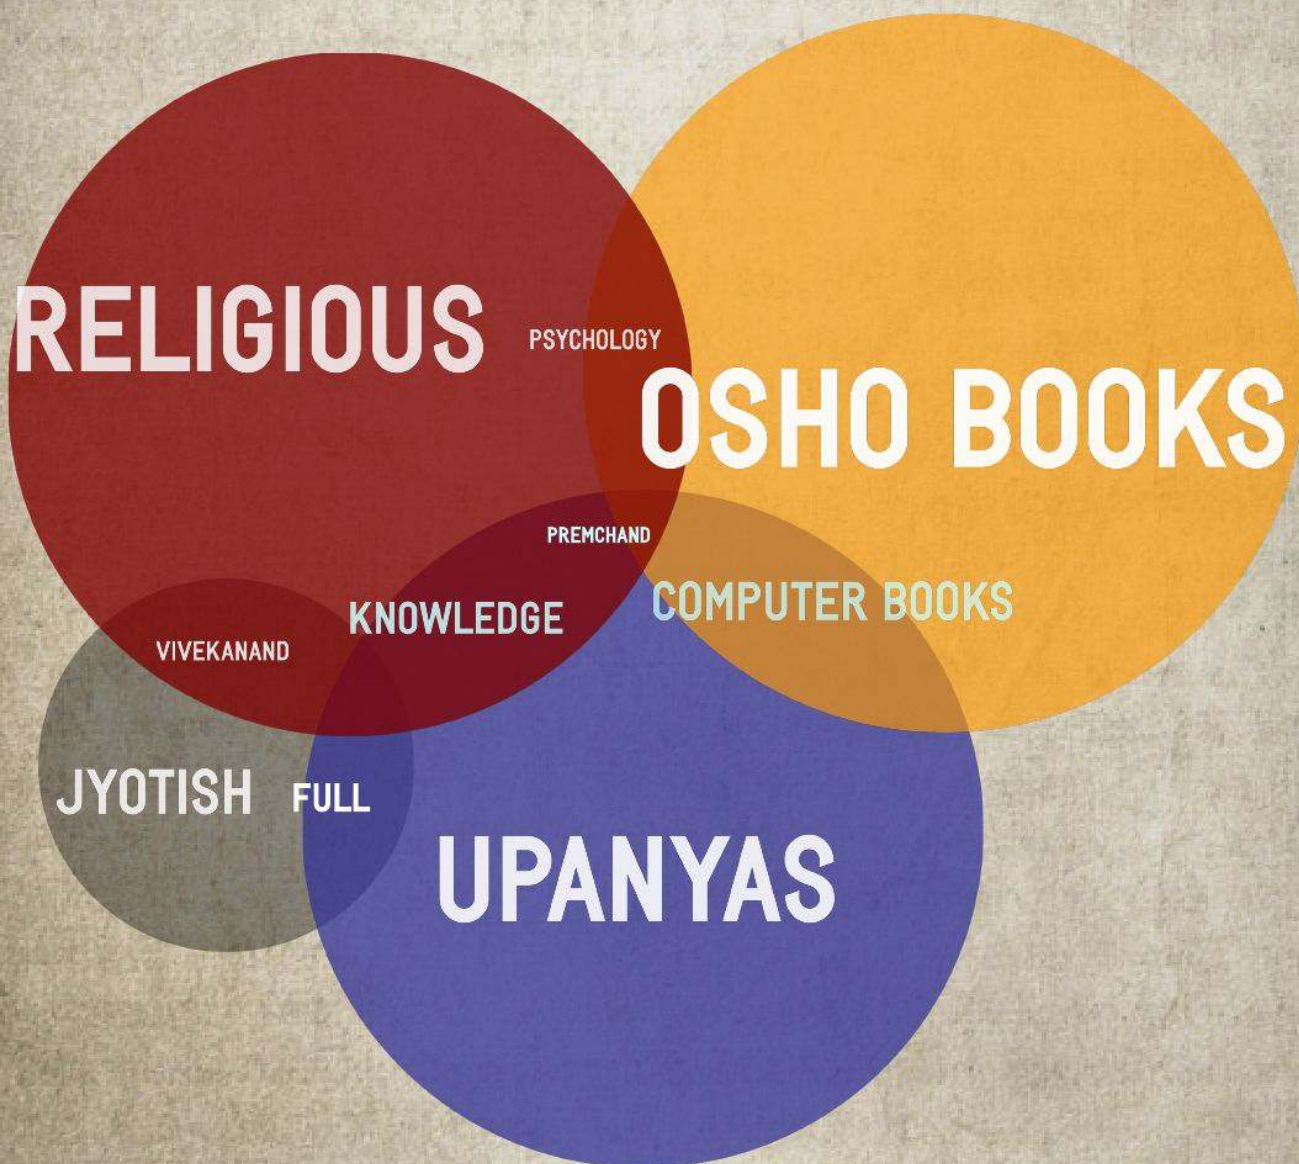 RELIGIOUS
PSYCHOLOGY
OSHO BOOKS
PREMCHAND
KNOWLEDGE
COMPUTER BOOKS
VIVEKANAND
JYOTISH
FULL
UPANYAS